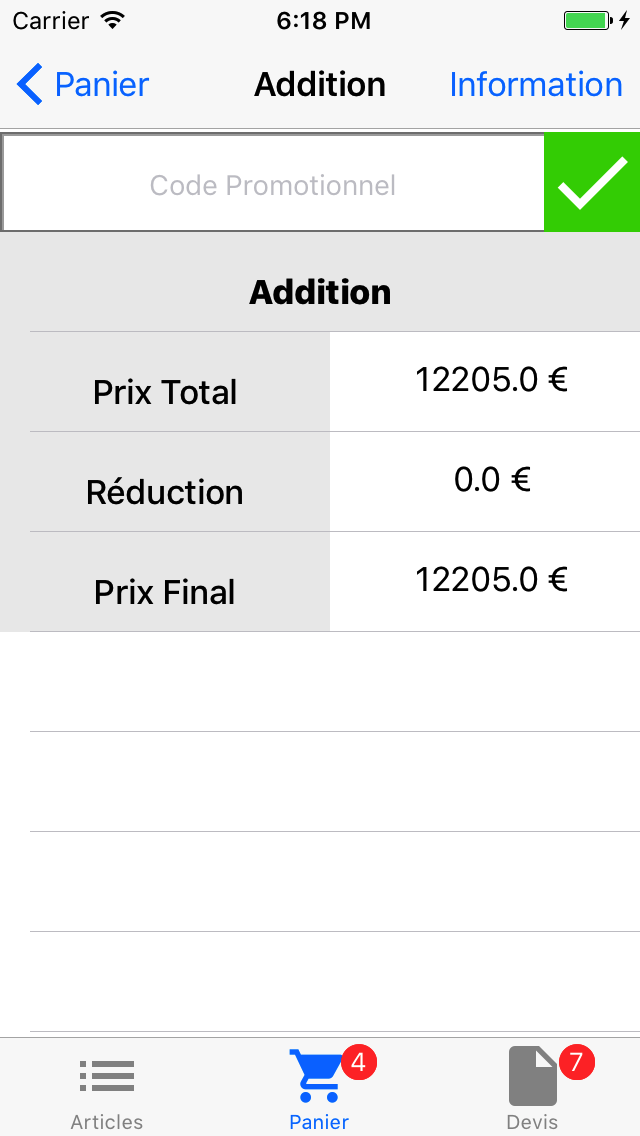 Carrier 6:18 PM
Panier Addition Information
Code Promotionnel
Addition
Prix Total 12205.0 €
Réduction 0.0 €
Prix Final 12205.0 €
4 7
Articles Panier Devis